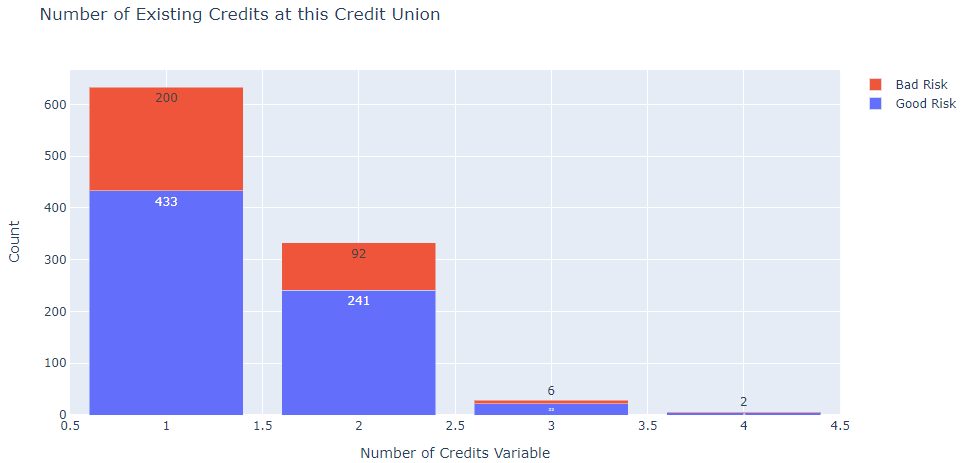 Number of Existing Credits at this Credit Union
Bad Risk
Good Risk
Count
600
500
400
300
200
100
0
200
433
92
241
6
2
0.5 1 1.5 2 2.5 3 3.5 4 4.5
Number of Credits Variable